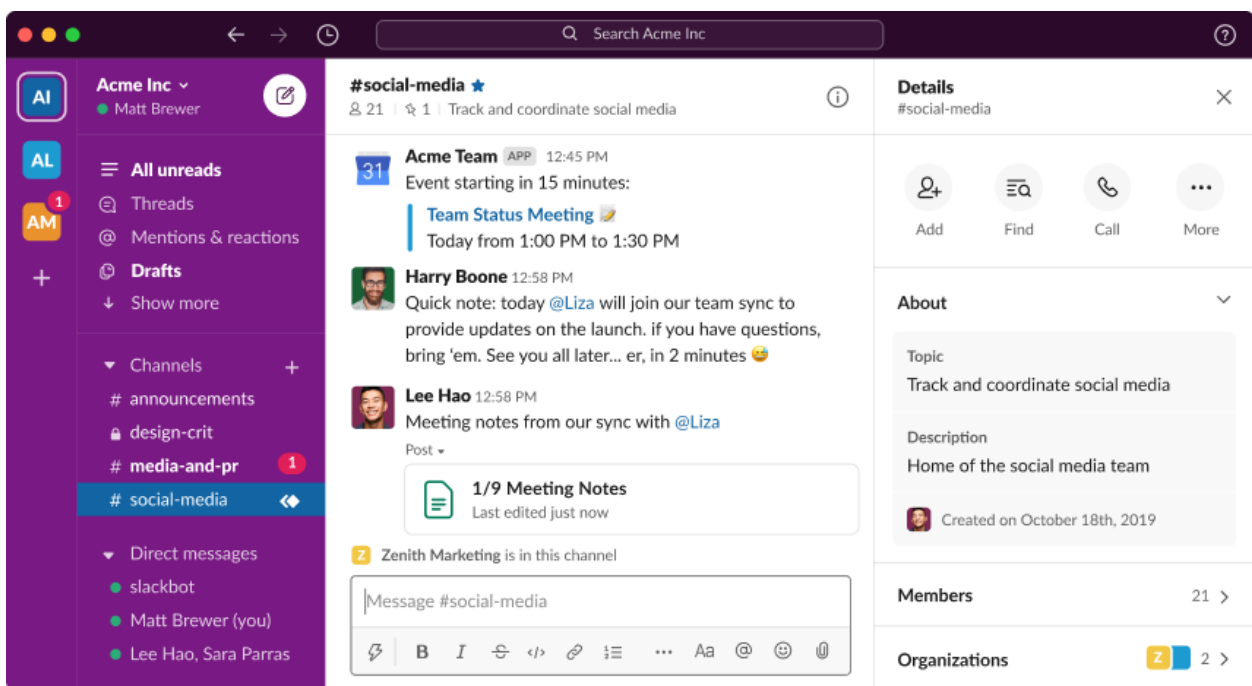 Search Acme Inc
AI
AL
AM
1
Acme Inc
Matt Brewer
All unreads
Threads
Mentions & reactions
Drafts
Show more
Channels
# announcements
design-crit
# media-and-pr 1
# social-media
Direct messages
slackbot
Matt Brewer (you)
Lee Hao, Sara Parras
#social-media
21 | 1 | Track and coordinate social media
31
Acme Team APP 12:45 PM
Event starting in 15 minutes:
Team Status Meeting
Today from 1:00 PM to 1:30 PM
Harry Boone 12:58 PM
Quick note: today @Liza will join our team sync to
provide updates on the launch. if you have questions,
bring ‘em. See you all later... er, in 2 minutes 😅
Lee Hao 12:58 PM
Meeting notes from our sync with @Liza
Post
1/9 Meeting Notes
Last edited just now
Z Zenith Marketing is in this channel
Message #social-media
B I S </> ... Aa @
Details
#social-media
Add Find Call More
About
Topic
Track and coordinate social media
Description
Home of the social media team
Created on October 18th, 2019
Members 21
Organizations Z 2